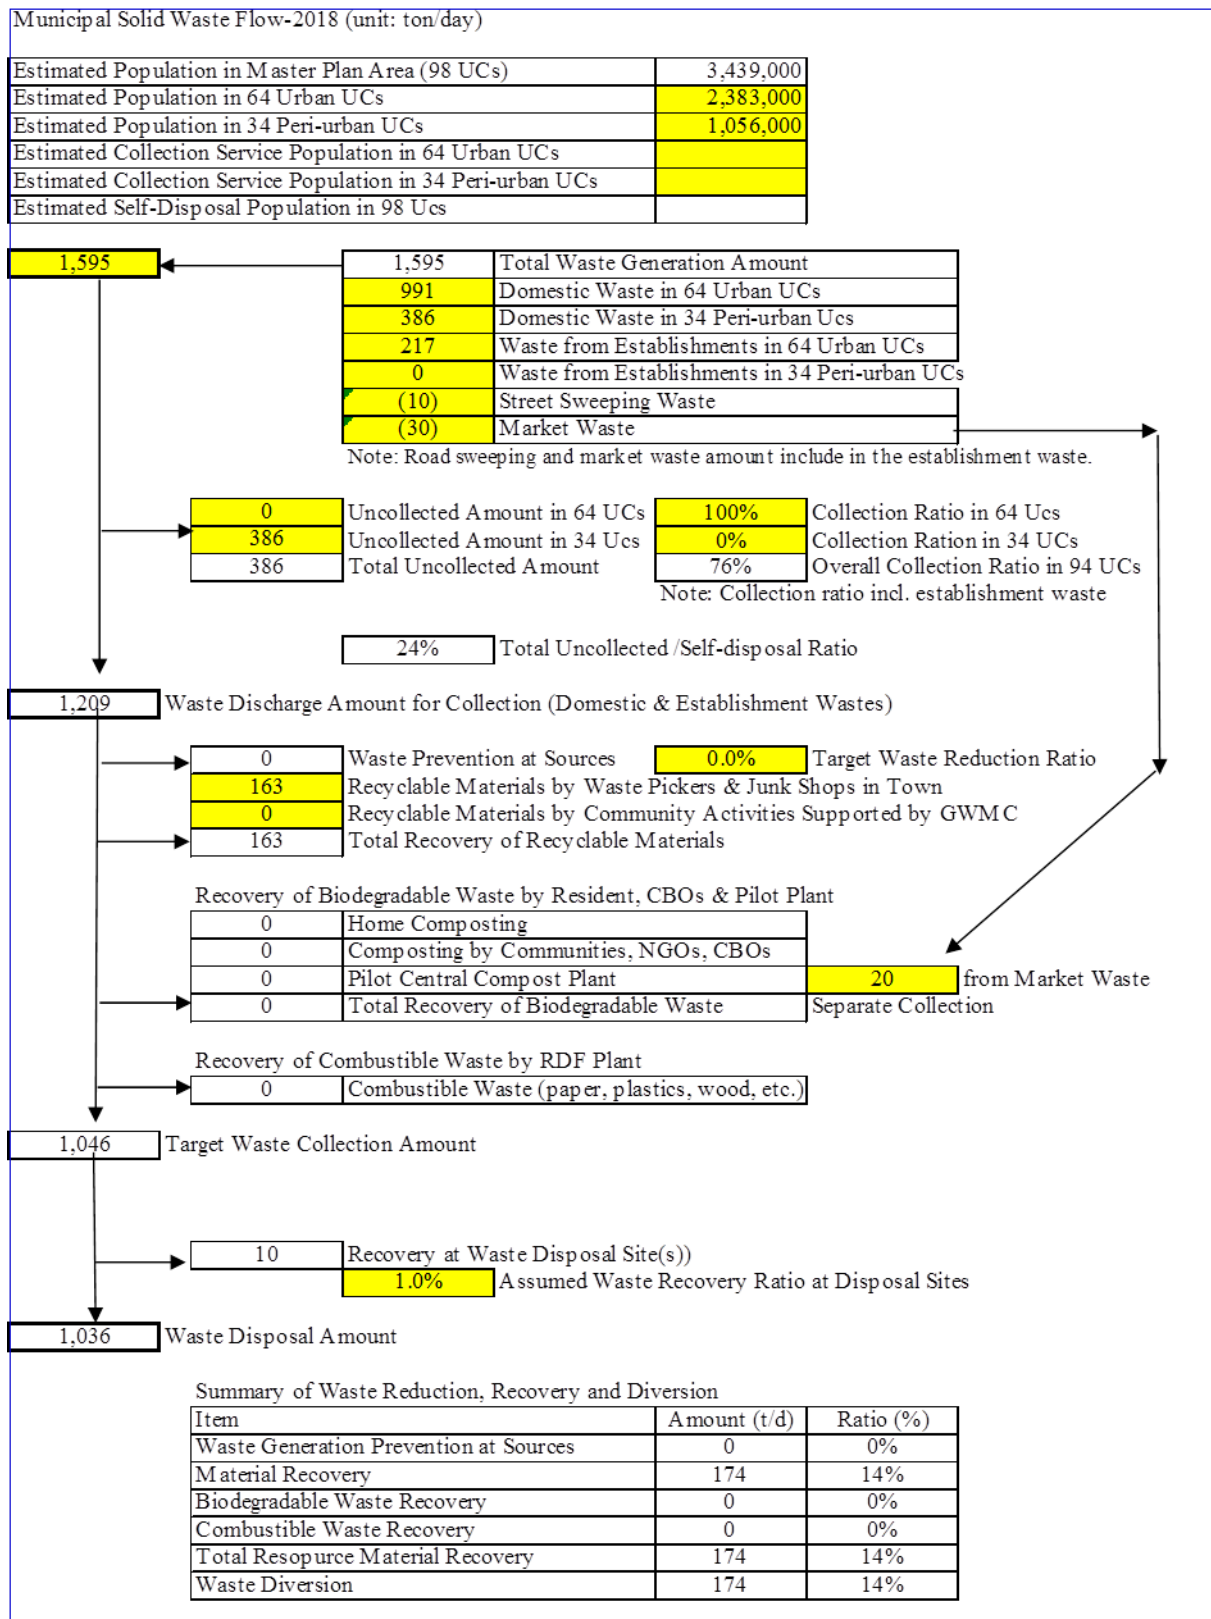 Municipal Solid Waste Flow-2018 (unit: ton/day)
Estimated Population in Master Plan Area (98 UCs) 3,439,000
Estimated Population in 64 Urban UCs 2,383,000
Estimated Population in 34 Peri-urban UCs 1,056,000
Estimated Collection Service Population in 64 Urban UCs
Estimated Collection Service Population in 34 Peri-urban UCs
Estimated Self-Disposal Population in 98 Ucs
1,595 1,595 Total Waste Generation Amount
991 Domestic Waste in 64 Urban UCs
386 Domestic Waste in 34 Peri-urban Ucs
217 Waste from Establishments in 64 Urban UCs
0 Waste from Establishments in 34 Peri-urban UCs
(10) Street Sweeping Waste
(30) Market Waste
Note: Road sweeping and market waste amount include in the establishment waste.
0 Uncollected Amount in 64 UCs 100% Collection Ratio in 64 Ucs
386 Uncollected Amount in 34 Ucs 0% Collection Ration in 34 UCs
386 Total Uncollected Amount 76% Overall Collection Ratio in 94 UCs
Note: Collection ratio incl. establishment waste
24% Total Uncollected /Self-disposal Ratio
1,209 Waste Discharge Amount for Collection (Domestic & Establishment Wastes)
0 Waste Prevention at Sources 0.0% Target Waste Reduction Ratio
163 Recyclable Materials by Waste Pickers & Junk Shops in Town
0 Recyclable Materials by Community Activities Supported by GWMC
163 Total Recovery of Recyclable Materials
Recovery of Biodegradable Waste by Resident, CBOs & Pilot Plant
0 Home Composting
0 Composting by Communities, NGOs, CBOs
0 Pilot Central Compost Plant 20 from Market Waste
0 Total Recovery of Biodegradable Waste Separate Collection
Recovery of Combustible Waste by RDF Plant
0 Combustible Waste (paper, plastics, wood, etc.)
1,046 Target Waste Collection Amount
10 Recovery at Waste Disposal Site(s))
1.0% Assumed Waste Recovery Ratio at Disposal Sites
1,036 Waste Disposal Amount
Summary of Waste Reduction, Recovery and Diversion
Item Amount (t/d) Ratio (%)
Waste Generation Prevention at Sources 0 0%
Material Recovery 174 14%
Biodegradable Waste Recovery 0 0%
Combustible Waste Recovery 0 0%
Total Resopurce Material Recovery 174 14%
Waste Diversion 174 14%